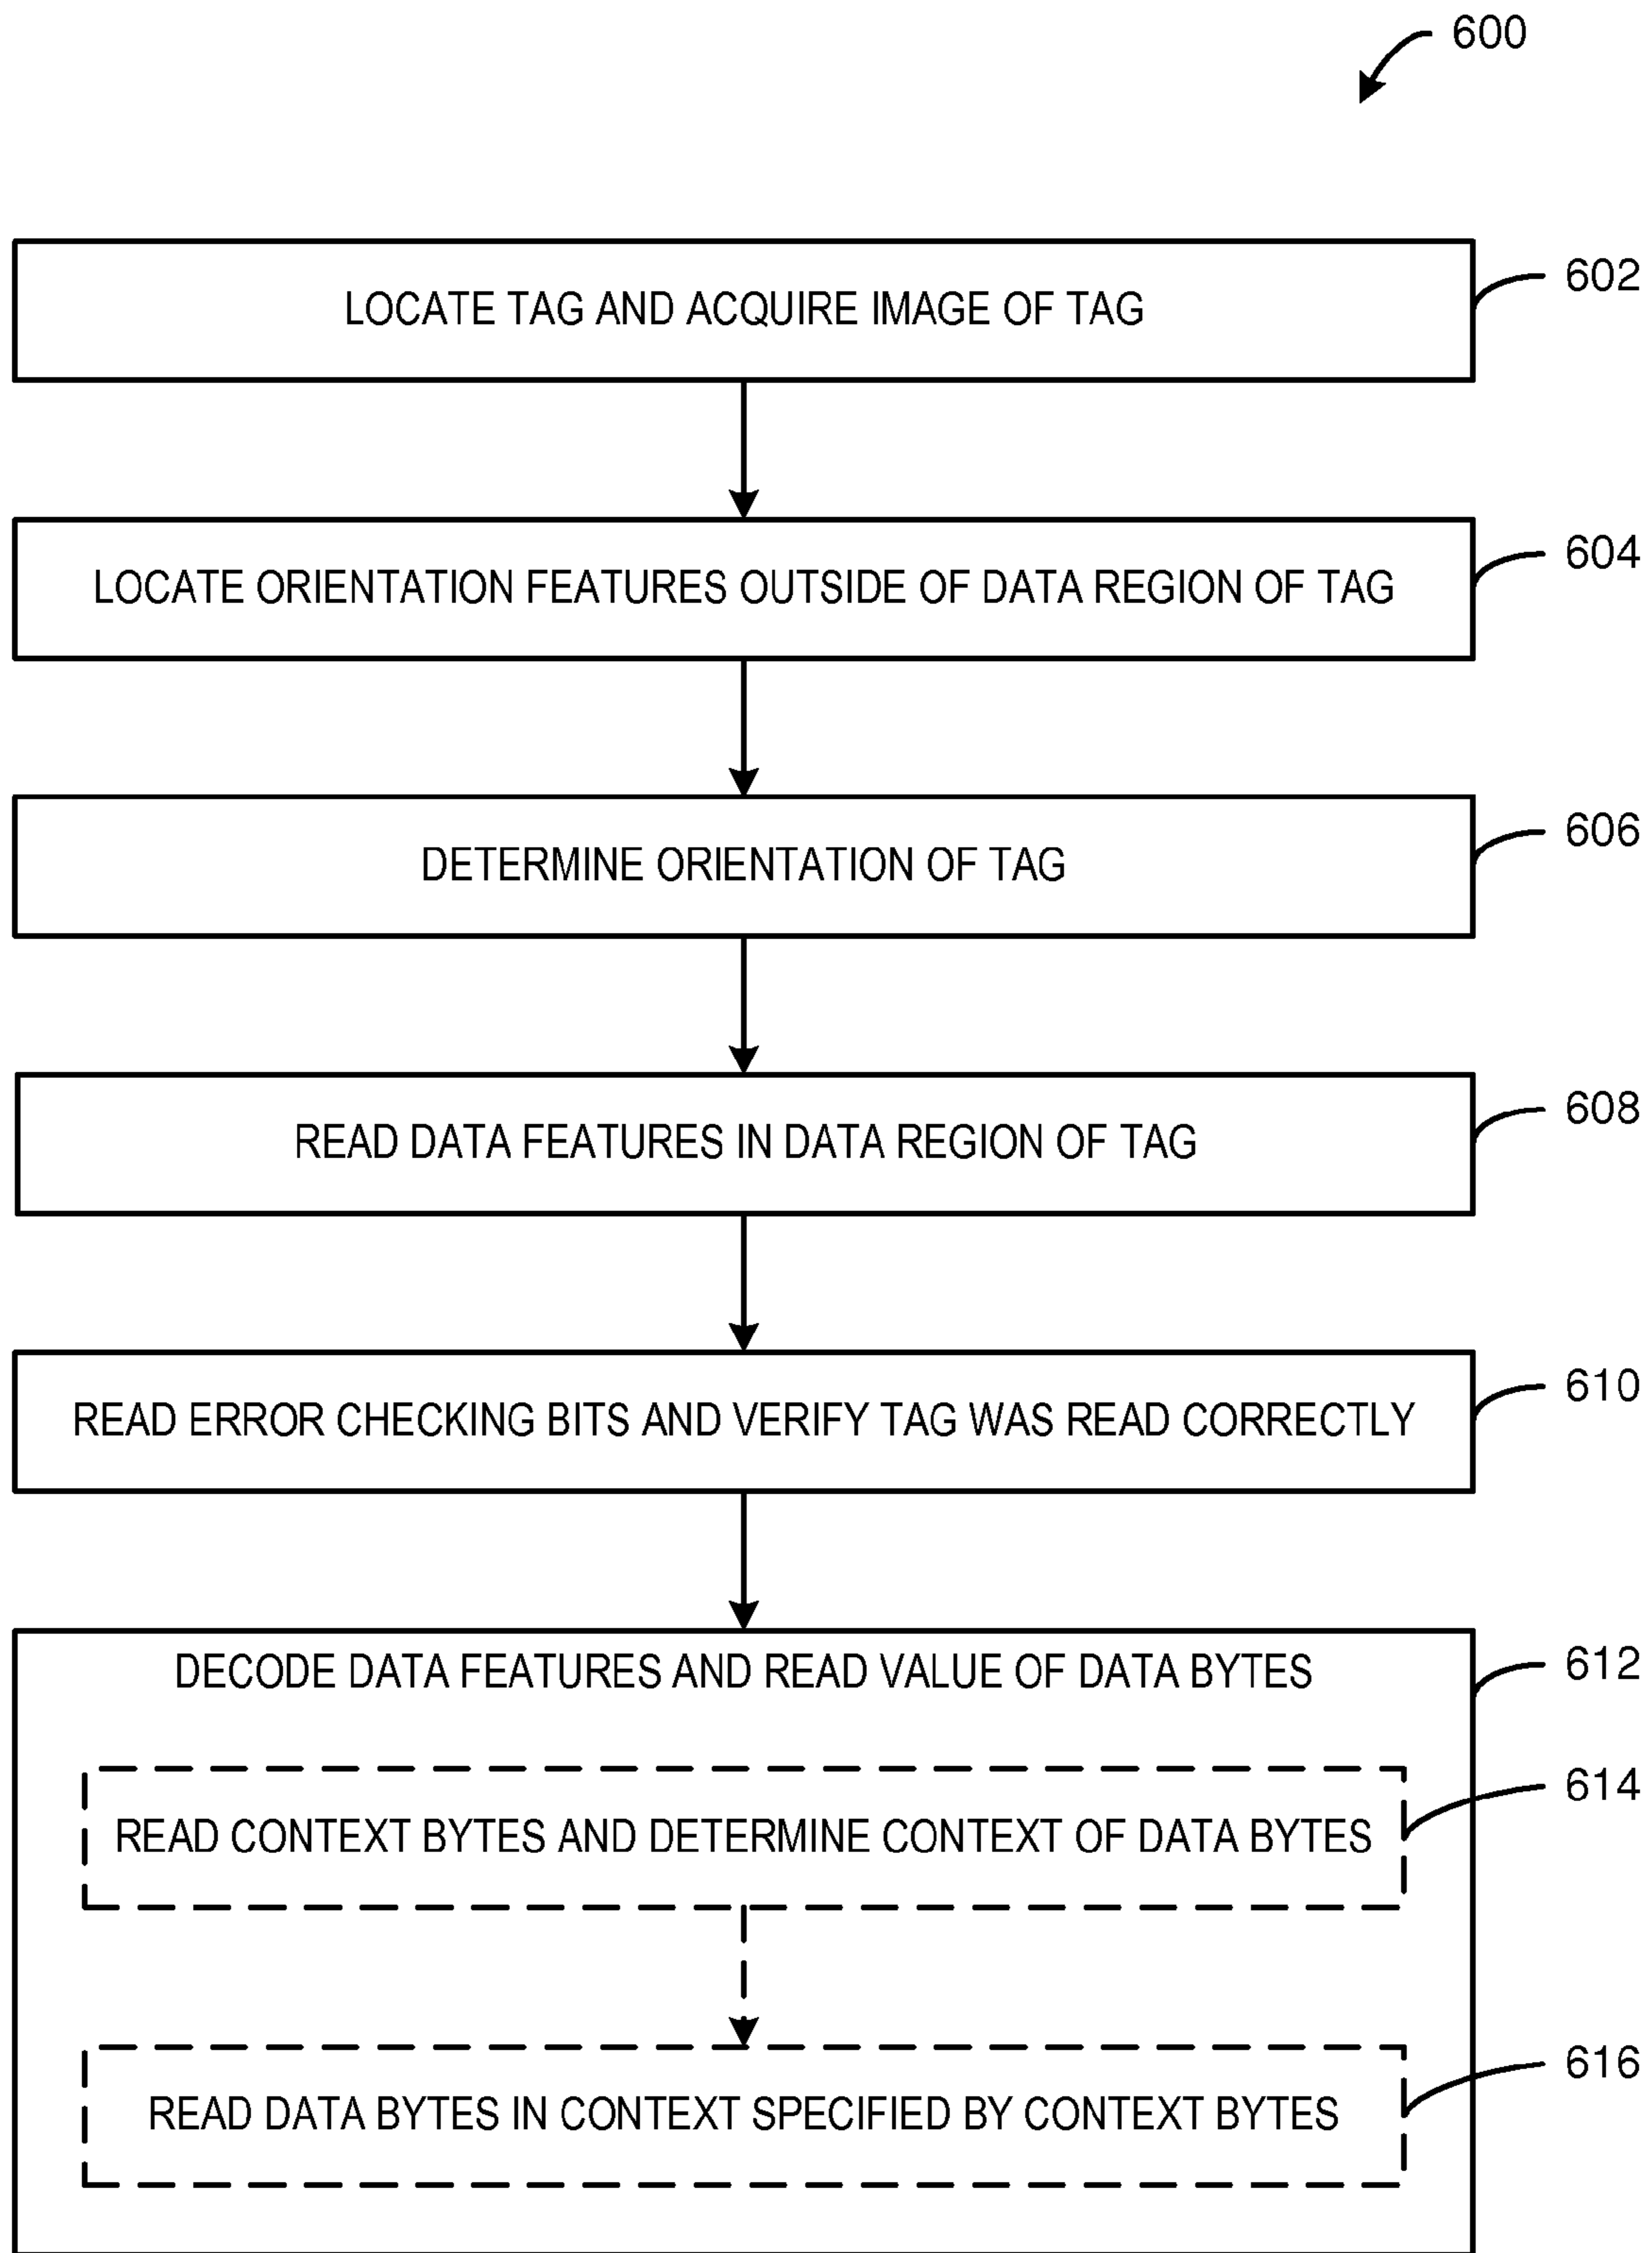 600
LOCATE TAG AND ACQUIRE IMAGE OF TAG
602
LOCATE ORIENTATION FEATURES OUTSIDE OF DATA REGION OF TAG
604
DETERMINE ORIENTATION OF TAG
606
READ DATA FEATURES IN DATA REGION OF TAG
608
READ ERROR CHECKING BITS AND VERIFY TAG WAS READ CORRECTLY
610
DECODE DATA FEATURES AND READ VALUE OF DATA BYTES
612
READ CONTEXT BYTES AND DETERMINE CONTEXT OF DATA BYTES
614
READ DATA BYTES IN CONTEXT SPECIFIED BY CONTEXT BYTES
616